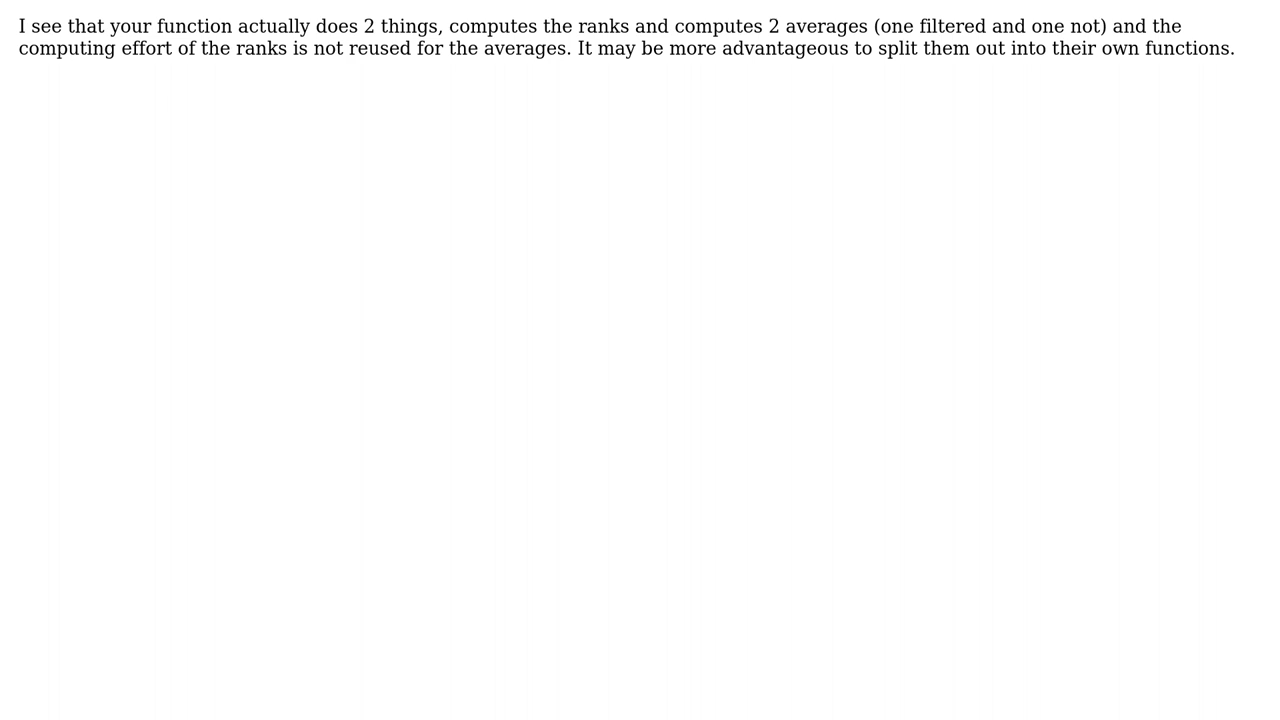 I see that your function actually does 2 things, computes the ranks and computes 2 averages (one filtered and one not) and the
computing effort of the ranks is not reused for the averages. It may be more advantageous to split them out into their own functions.